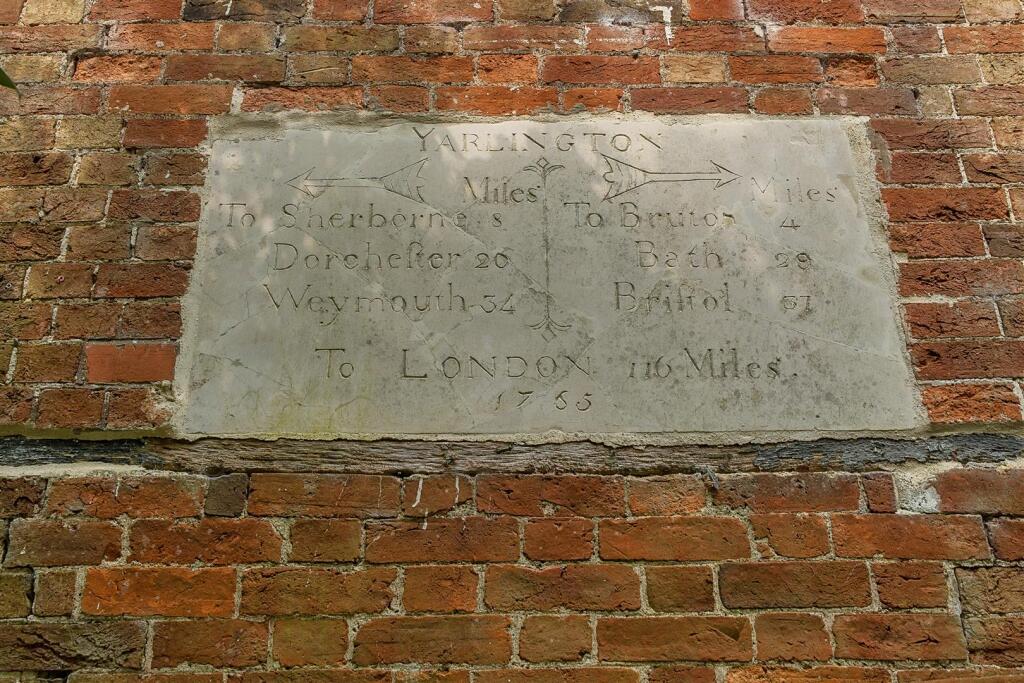 YARLINGTON
Miles Miles
To Sherborne 8 To Bruton 4
Dorcheſter 20 Bath 29
Weymouth 34 Briſtol 37
To LONDON 116 Miles.
1765